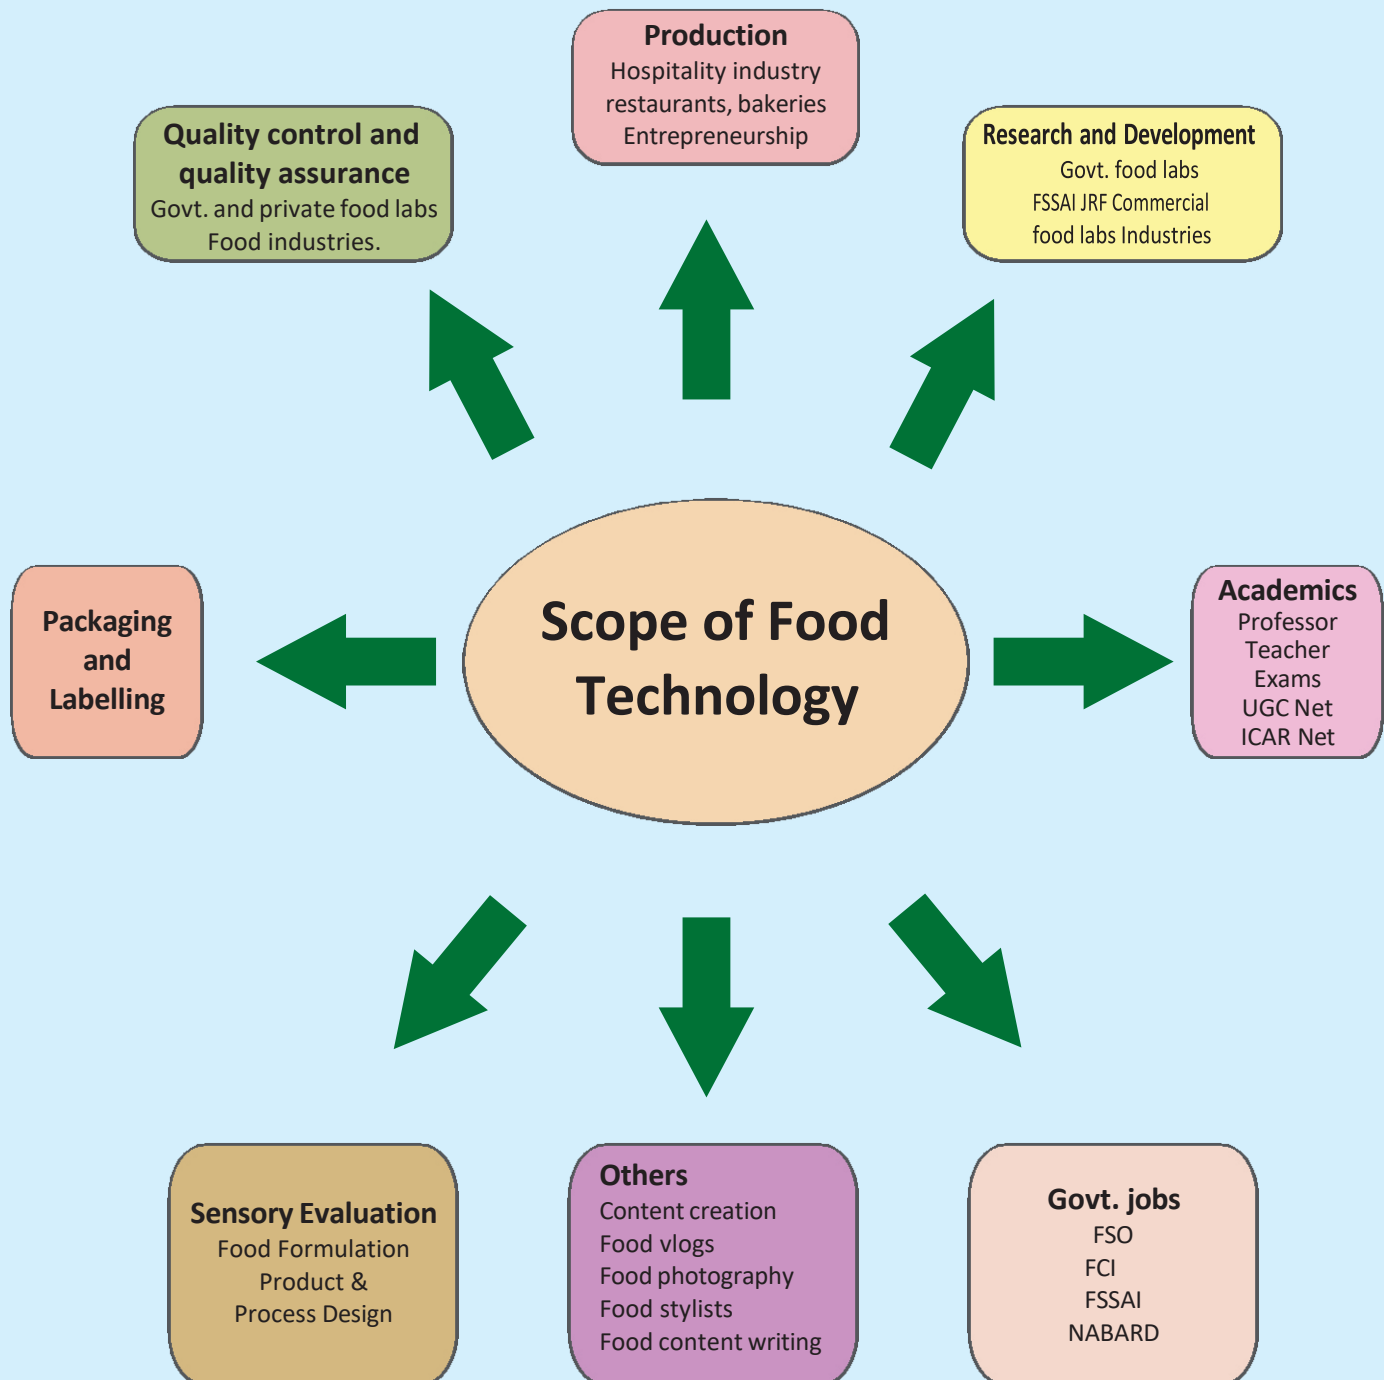 Production
Hospitality industry
restaurants, bakeries
Entrepreneurship
Quality control and
quality assurance
Govt. and private food labs
Food industries.
Research and Development
Govt. food labs
FSSAI JRF Commercial
food labs Industries
Packaging
and
Labelling
Scope of Food
Technology
Academics
Professor
Teacher
Exams
UGC Net
ICAR Net
Sensory Evaluation
Food Formulation
Product &
Process Design
Others
Content creation
Food vlogs
Food photography
Food stylists
Food content writing
Govt. jobs
FSO
FCI
FSSAI
NABARD